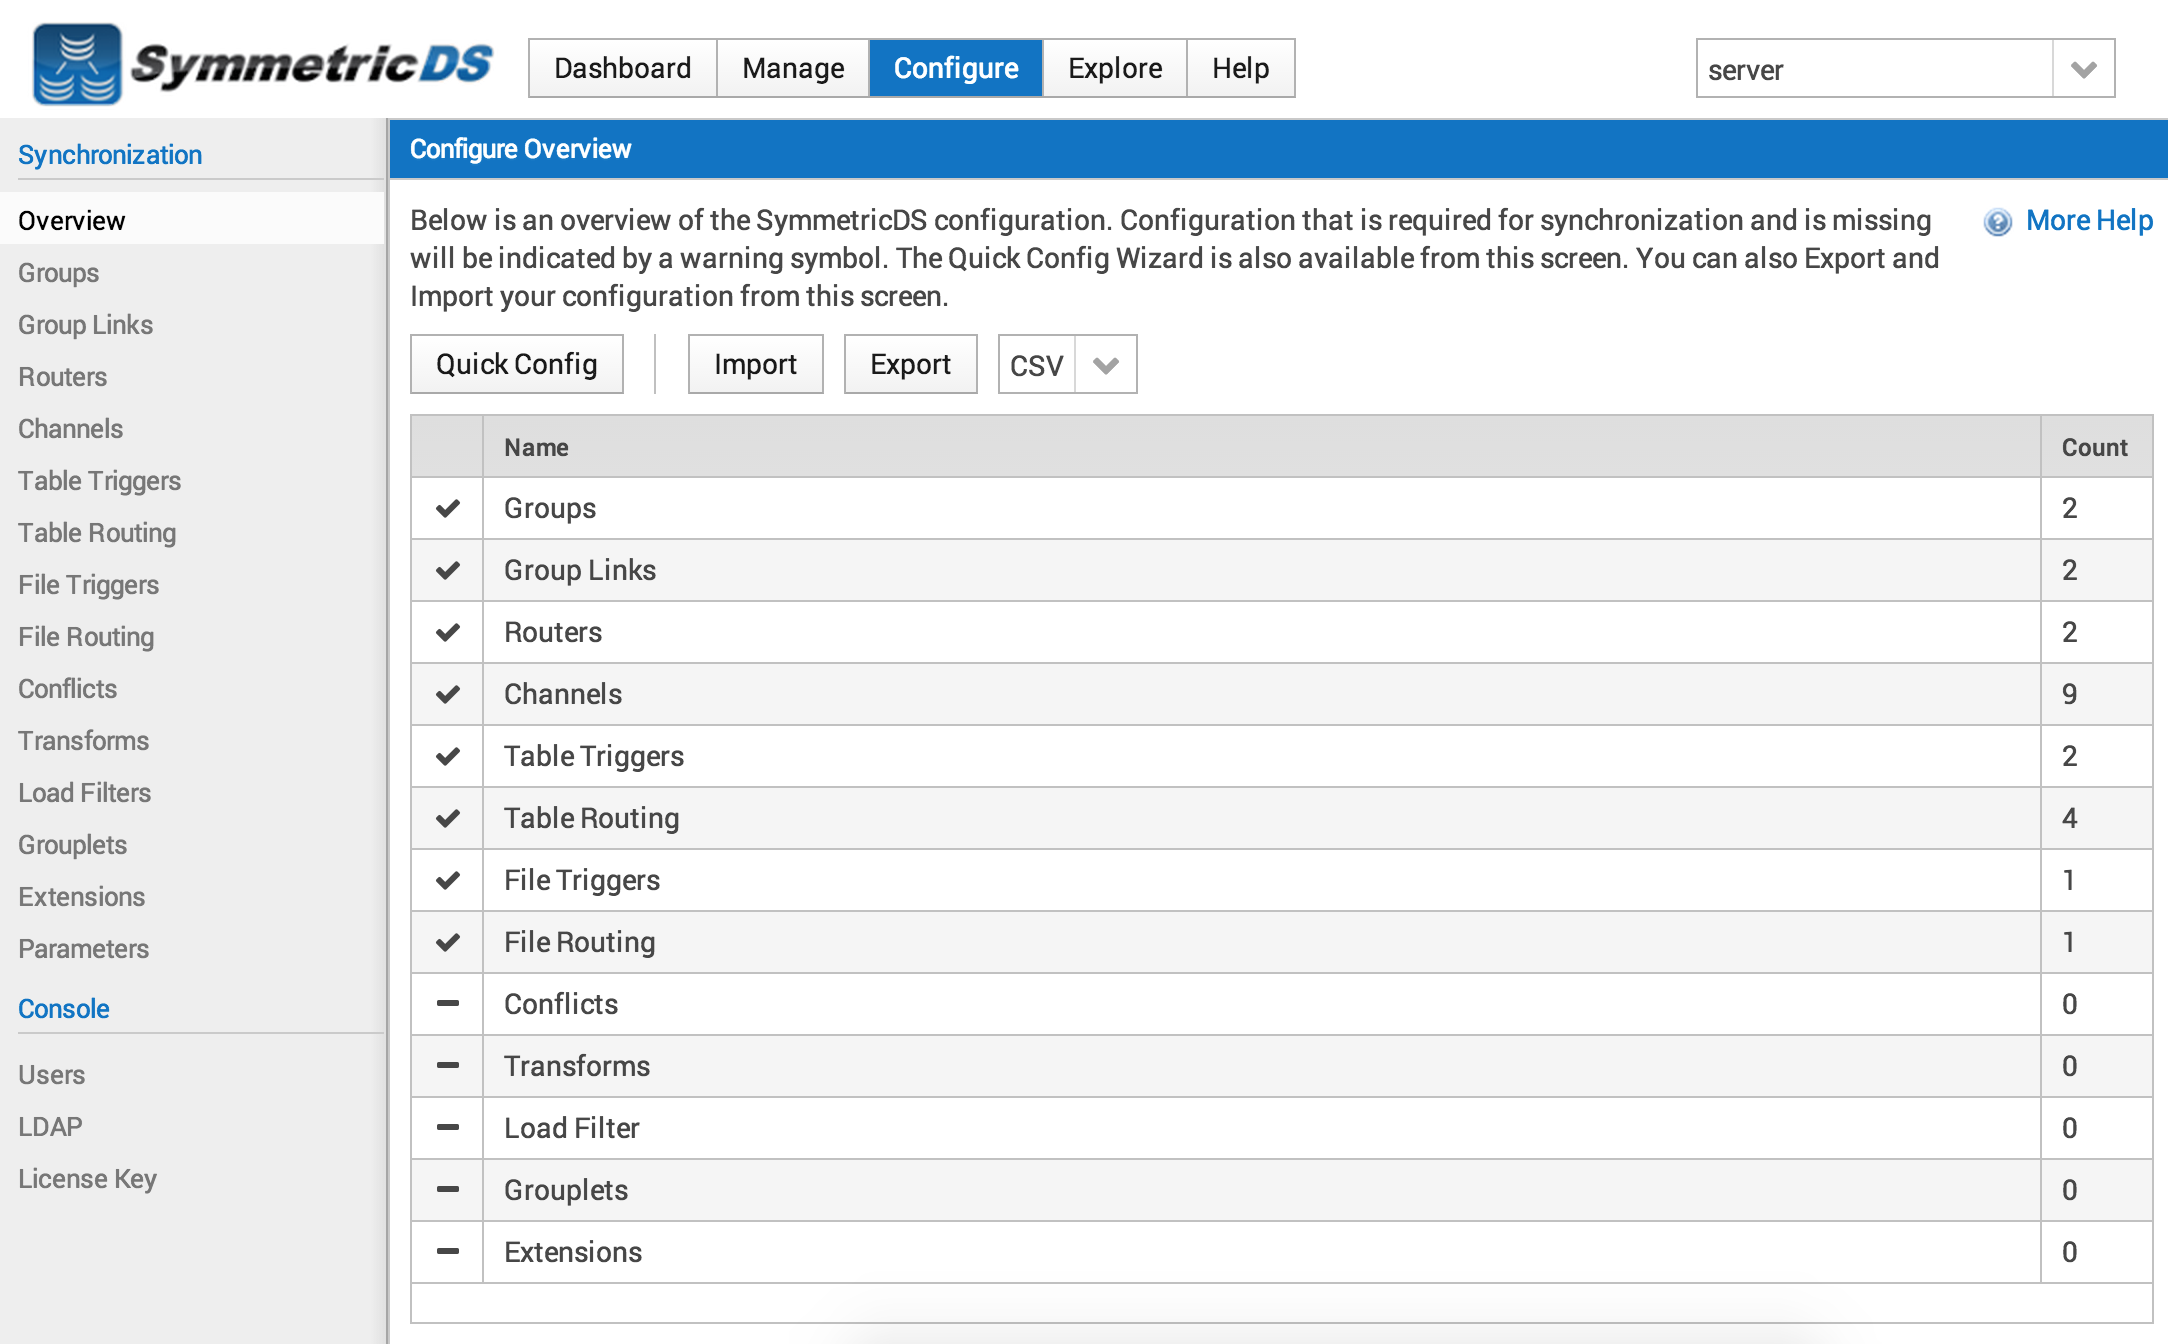 SymmetricDS
Dashboard
Manage
Configure
Explore
Help
server
Synchronization
Overview
Groups
Group Links
Routers
Channels
Table Triggers
Table Routing
File Triggers
File Routing
Conflicts
Transforms
Load Filters
Grouplets
Extensions
Parameters
Console
Users
LDAP
License Key
Configure Overview
Below is an overview of the SymmetricDS configuration. Configuration that is required for synchronization and is missing
will be indicated by a warning symbol. The Quick Config Wizard is also available from this screen. You can also Export and
Import your configuration from this screen.
More Help
Quick Config
Import
Export
CSV
Name Count
Groups 2
Group Links 2
Routers 2
Channels 9
Table Triggers 2
Table Routing 4
File Triggers 1
File Routing 1
Conflicts 0
Transforms 0
Load Filter 0
Grouplets 0
Extensions 0